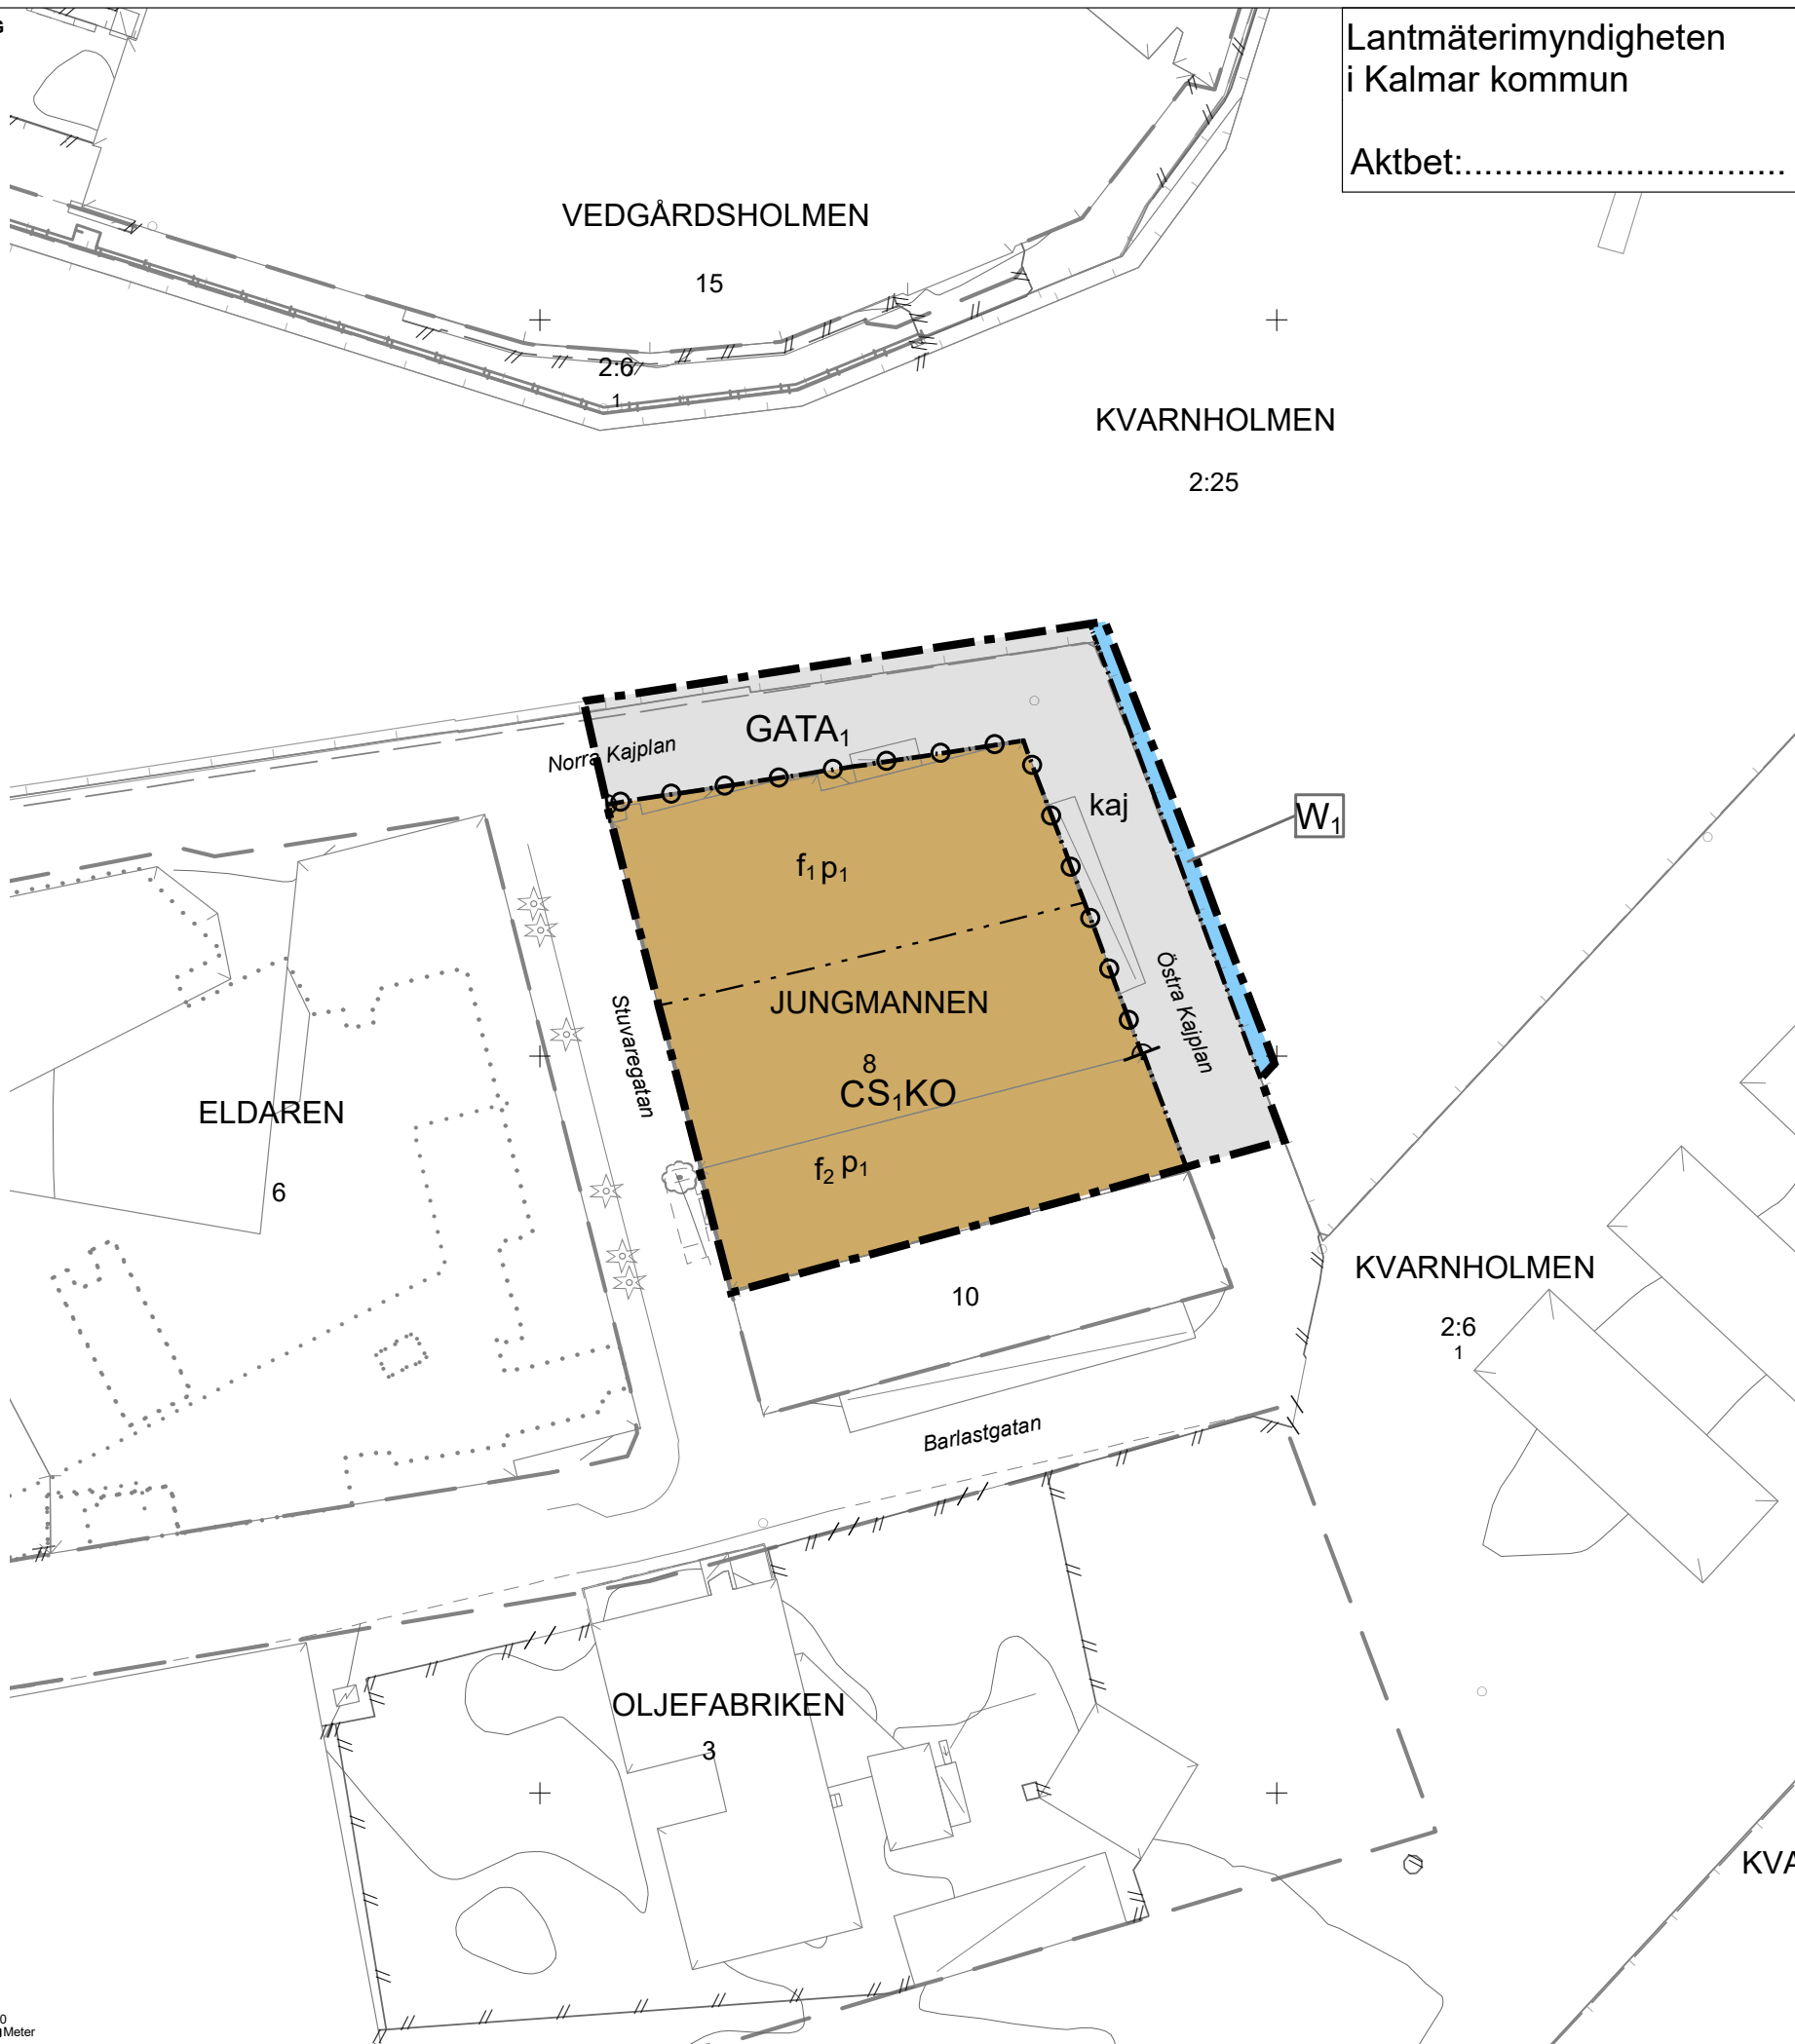 Lantmäterimyndigheten
i Kalmar kommun
Aktbet:................................
VEDGÅRDSHOLMEN
15
2:6
1
KVARNHOLMEN
2:25
GATA₁
Norra Kajplan
kaj
W₁
f₁ p₁
JUNGMANNEN
8
CS₁KO
Östra Kajplan
Stuvaregatan
ELDAREN
6
f₂ p₁
10
KVARNHOLMEN
2:6
1
Barlastgatan
OLJEFABRIKEN
3
KVA
0
Meter